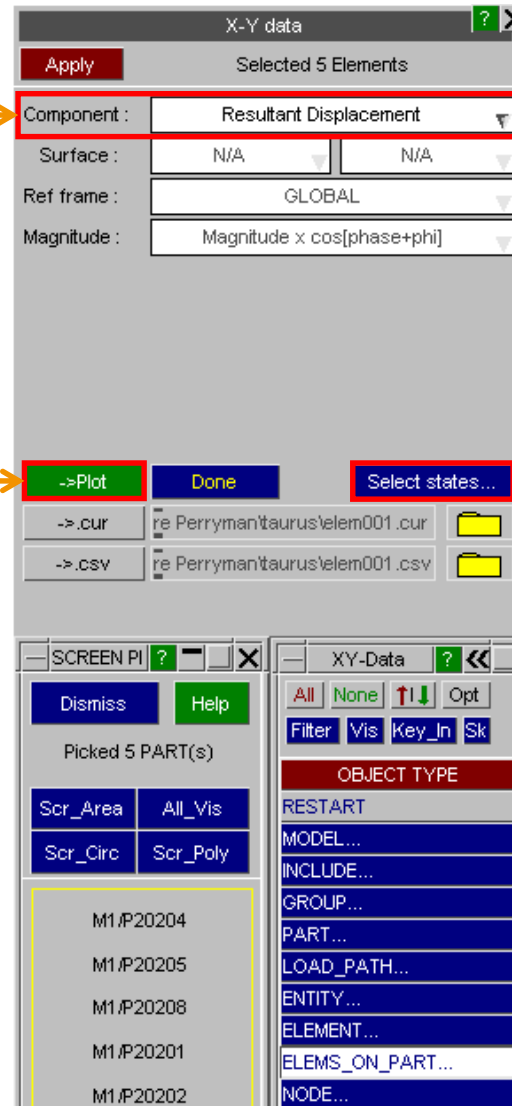 X-Y data ?
Apply Selected 5 Elements
Component : Resultant Displacement
Surface : N/A N/A
Ref frame : GLOBAL
Magnitude : Magnitude x cos[phase+phi]
->Plot Done Select states...
->.cur re Perryman\taurus\elem001.cur
->.csv re Perryman\taurus\elem001.csv
SCREEN PI ?
Dismiss Help
Picked 5 PART(s)
Scr_Area All_Vis
Scr_Circ Scr_Poly
M1/P20204
M1/P20205
M1/P20208
M1/P20201
M1/P20202
XY-Data ?
All None Opt
Filter Vis Key_In Sk
OBJECT TYPE
RESTART
MODEL...
INCLUDE...
GROUP...
PART...
LOAD_PATH...
ENTITY...
ELEMENT...
ELEMS_ON_PART...
NODE...